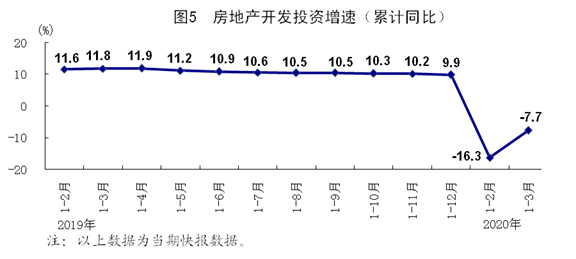 图5 房地产开发投资增速（累计同比）
(%)
20
10
0
-10
-20
11.6 11.8 11.9 11.2 10.9 10.6 10.5 10.5 10.3 10.2 9.9 -16.3 -7.7
1-2月 1-3月 1-4月 1-5月 1-6月 1-7月 1-8月 1-9月 1-10月 1-11月 1-12月 1-2月 1-3月
2019年 2020年
注：以上数据为当期快报数据。